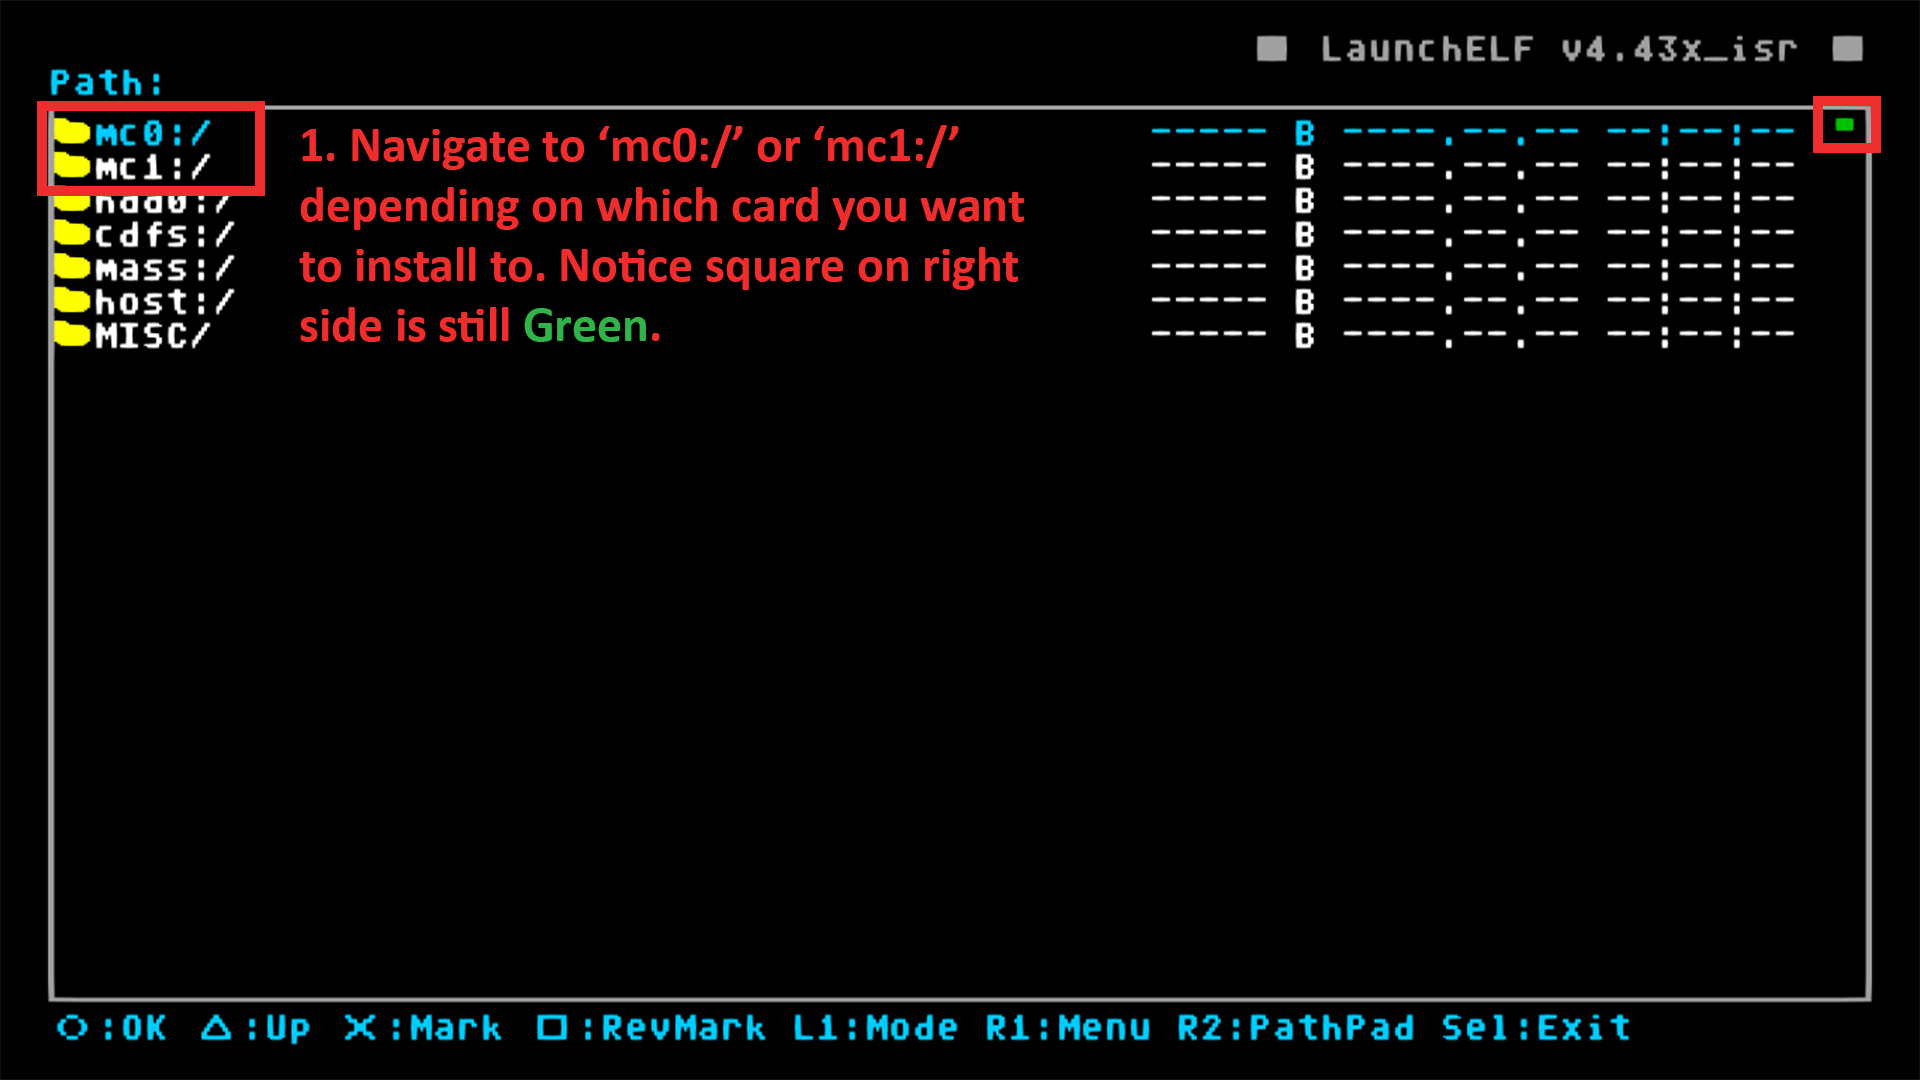 LaunchELF v4.43x_isr
Path:
mc0:/ ----- B ----.--.-- --:--:--
mc1:/ ----- B ----.--.-- --:--:--
hdd0:/ ----- B ----.--.-- --:--:--
cdfs:/ ----- B ----.--.-- --:--:--
mass:/ ----- B ----.--.-- --:--:--
host:/ ----- B ----.--.-- --:--:--
MISC/ ----- B ----.--.-- --:--:--
1. Navigate to ‘mc0:/’ or ‘mc1:/’
depending on which card you want
to install to. Notice square on right
side is still Green.
○:OK △:Up ✕:Mark □:RevMark L1:Mode R1:Menu R2:PathPad Sel:Exit